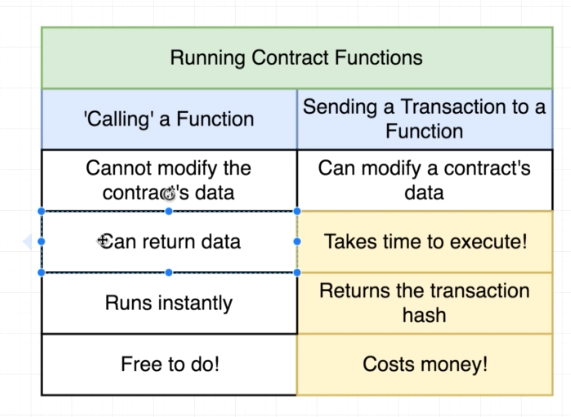 Running Contract Functions
'Calling' a Function
Sending a Transaction to a
Function
Cannot modify the
contract's data
Can modify a contract's
data
Can return data
Takes time to execute!
Runs instantly
Returns the transaction
hash
Free to do!
Costs money!